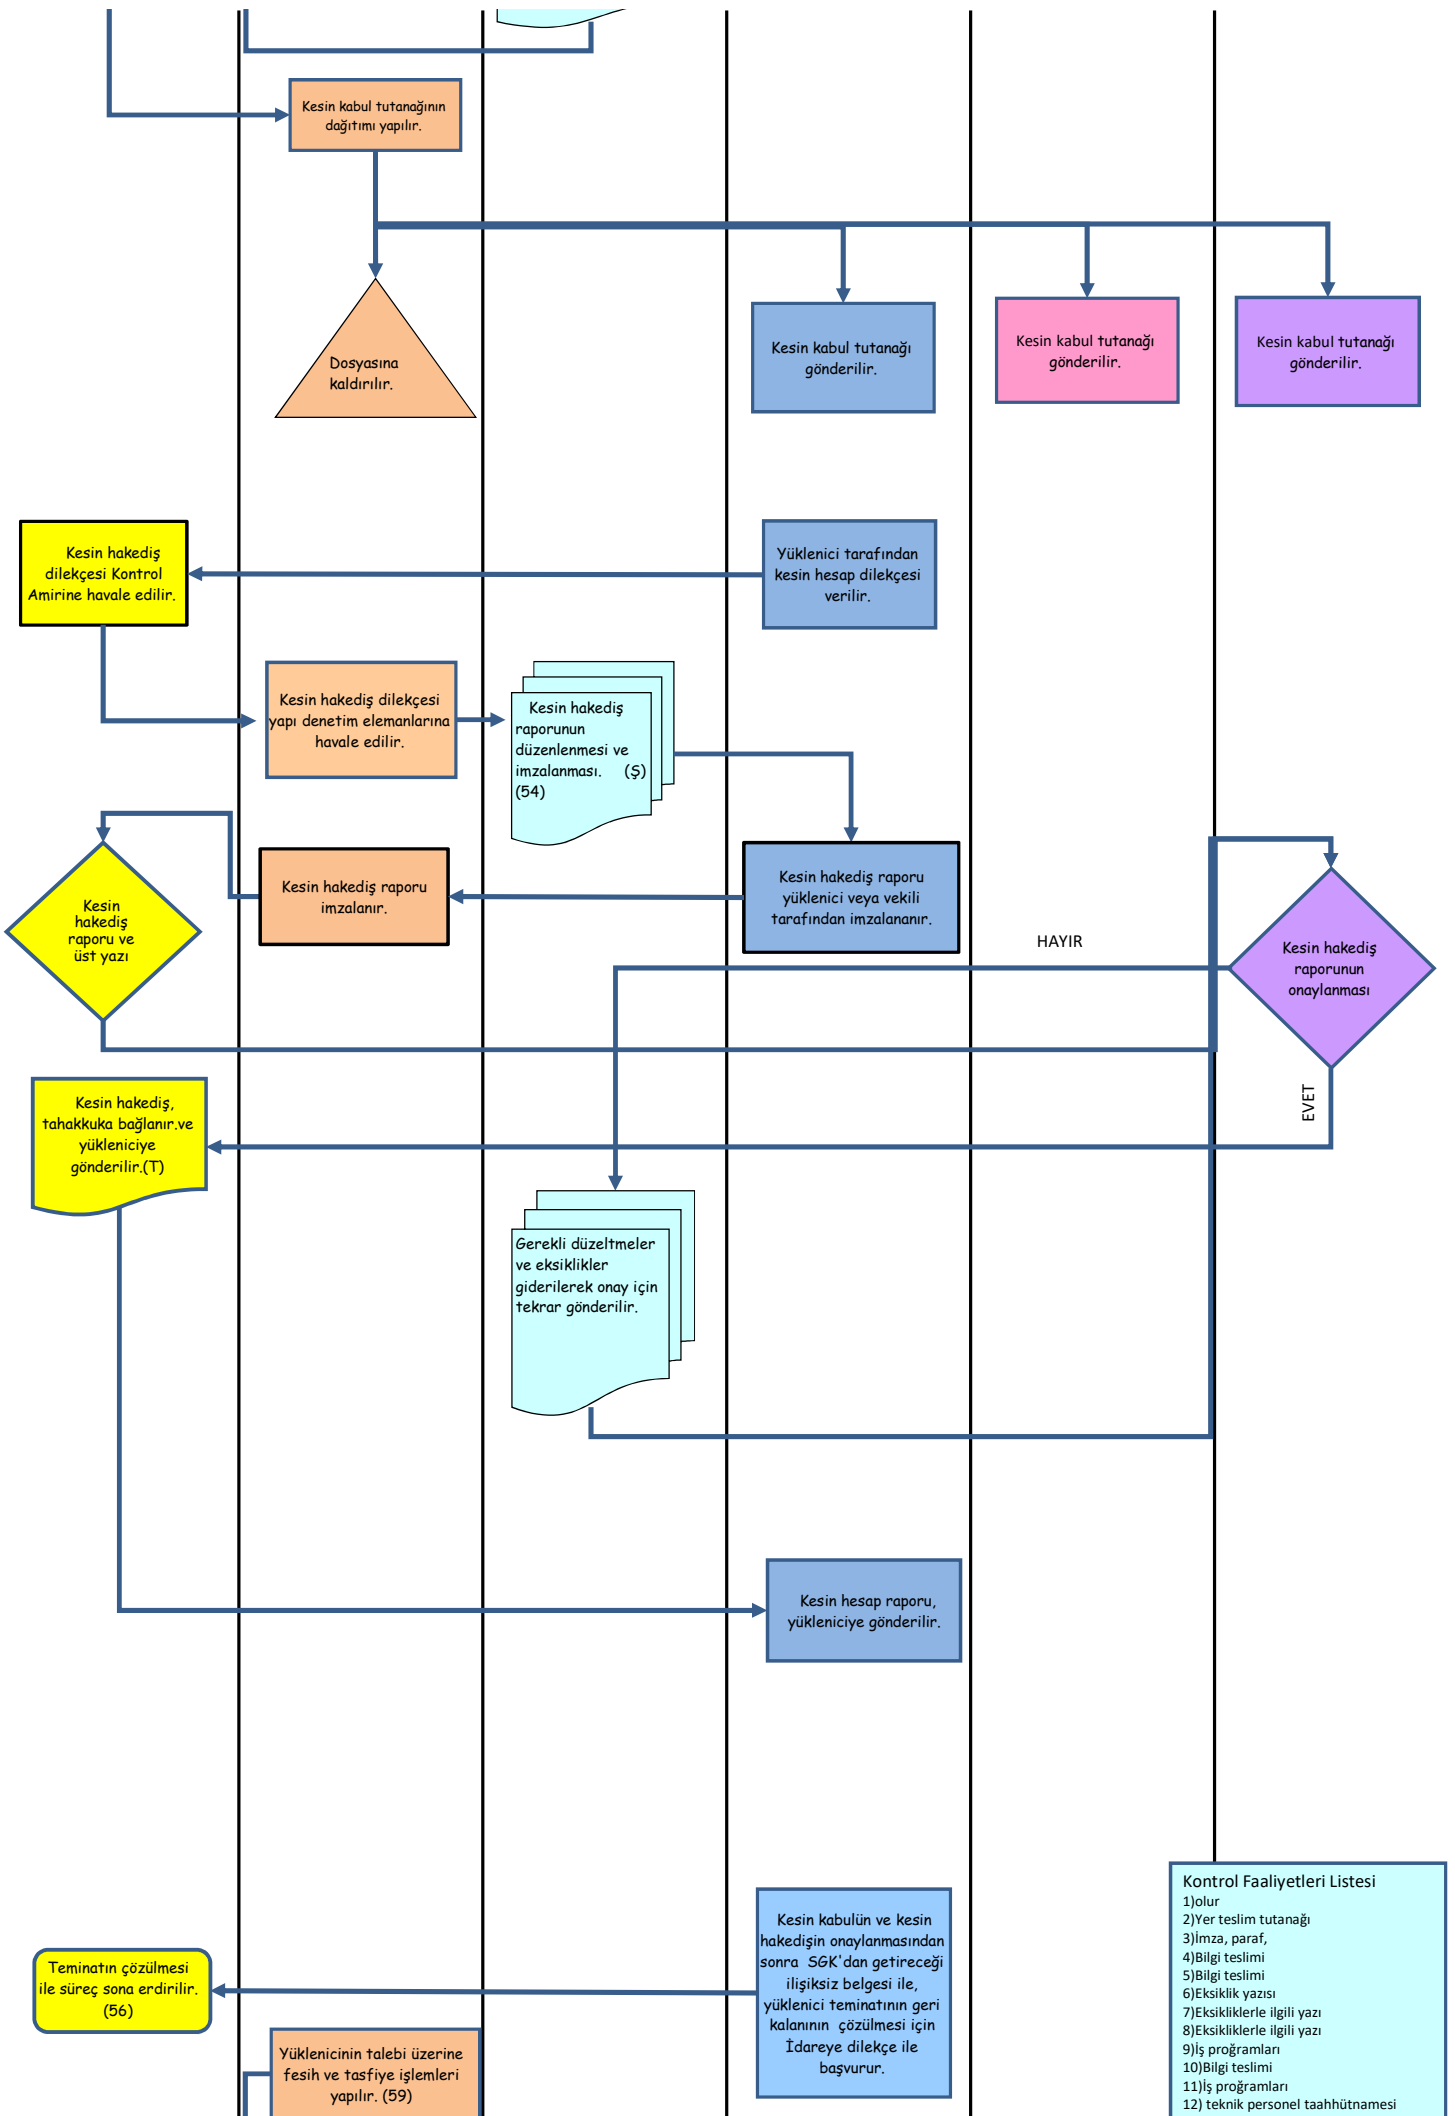 Kesin kabul tutanağının
dağıtımı yapılır.
Dosyasına
kaldırılır.
Kesin kabul tutanağı
gönderilir.
Kesin kabul tutanağı
gönderilir.
Kesin kabul tutanağı
gönderilir.
Kesin hakediş
dilekçesi Kontrol
Amirine havale edilir.
Yüklenici tarafından
kesin hesap dilekçesi
verilir.
Kesin hakediş dilekçesi
yapı denetim elemanlarına
havale edilir.
Kesin hakediş
raporunun
düzenlenmesi ve
imzalanması. (Ş)
(54)
Kesin
hakediş
raporu ve
üst yazı
Kesin hakediş raporu
imzalanır.
Kesin hakediş raporu
yüklenici veya vekili
tarafından imzalananır.
HAYIR
Kesin hakediş
raporunun
onaylanması
EVET
Kesin hakediş,
tahakkuka bağlanır.ve
yükleniciye
gönderilir.(T)
Gerekli düzeltmeler
ve eksiklikler
giderilerek onay için
tekrar gönderilir.
Kesin hesap raporu,
yükleniciye gönderilir.
Kesin kabulün ve kesin
hakedişin onaylanmasından
sonra SGK'dan getireceği
ilişiksiz belgesi ile,
yüklenici teminatının geri
kalanının çözülmesi için
İdareye dilekçe ile
başvurur.
Teminatın çözülmesi
ile süreç sona erdirilir.
(56)
Yüklenicinin talebi üzerine
fesih ve tasfiye işlemleri
yapılır. (59)
Kontrol Faaliyetleri Listesi
1)olur
2)Yer teslim tutanağı
3)İmza, paraf,
4)Bilgi teslimi
5)Bilgi teslimi
6)Eksiklik yazısı
7)Eksikliklerle ilgili yazı
8)Eksikliklerle ilgili yazı
9)İş proğramları
10)Bilgi teslimi
11)İş proğramları
12) teknik personel taahhütnamesi